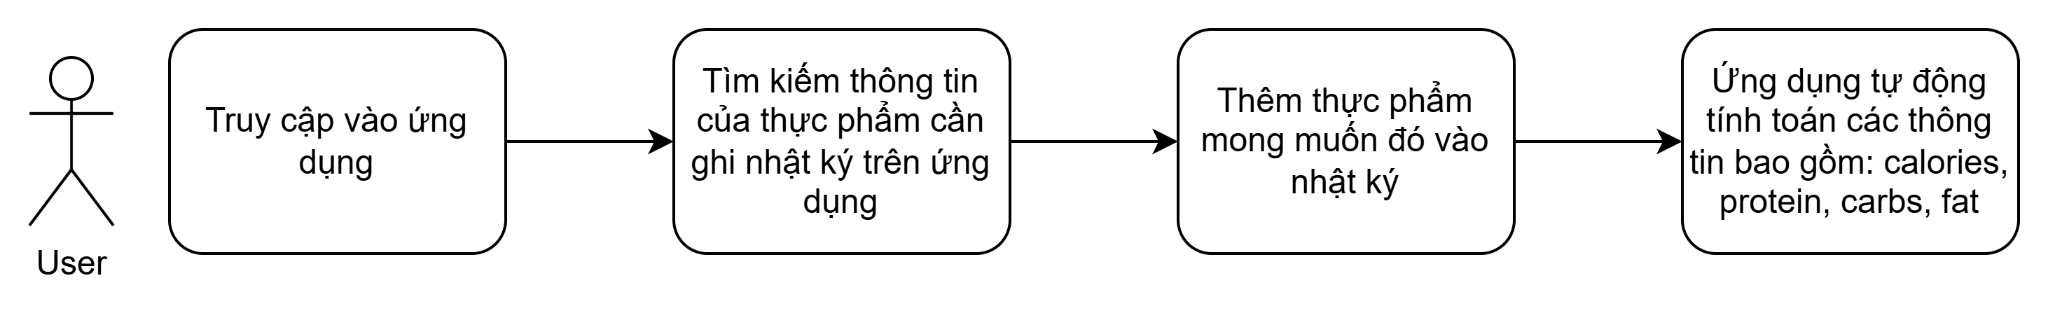 User
Truy cập vào ứng
dụng
Tìm kiếm thông tin
của thực phẩm cần
ghi nhật ký trên ứng
dụng
Thêm thực phẩm
mong muốn đó vào
nhật ký
Ứng dụng tự động
tính toán các thông
tin bao gồm: calories,
protein, carbs, fat